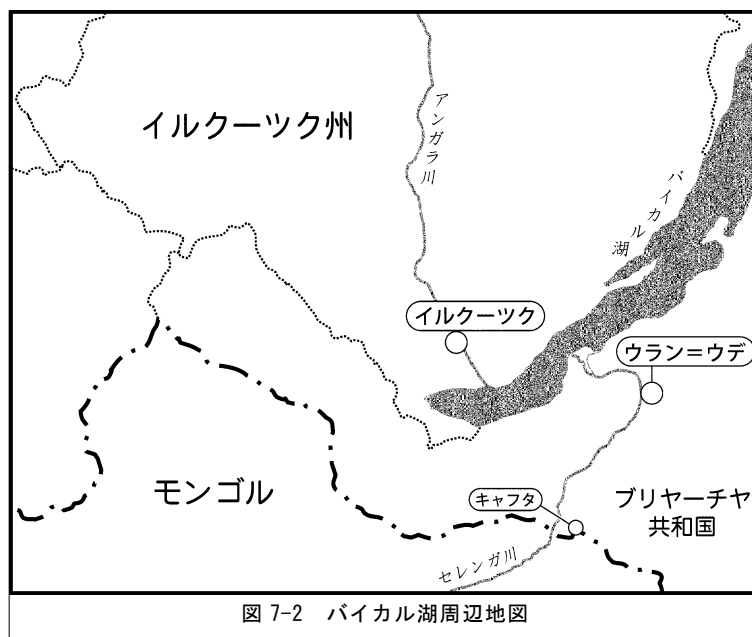 イルクーツク州
アンガラ川
バイカル湖
イルクーツク
ウラン＝ウデ
モンゴル
キャフタ
ブリヤーチヤ
共和国
セレンガ川
図 7-2　バイカル湖周辺地図